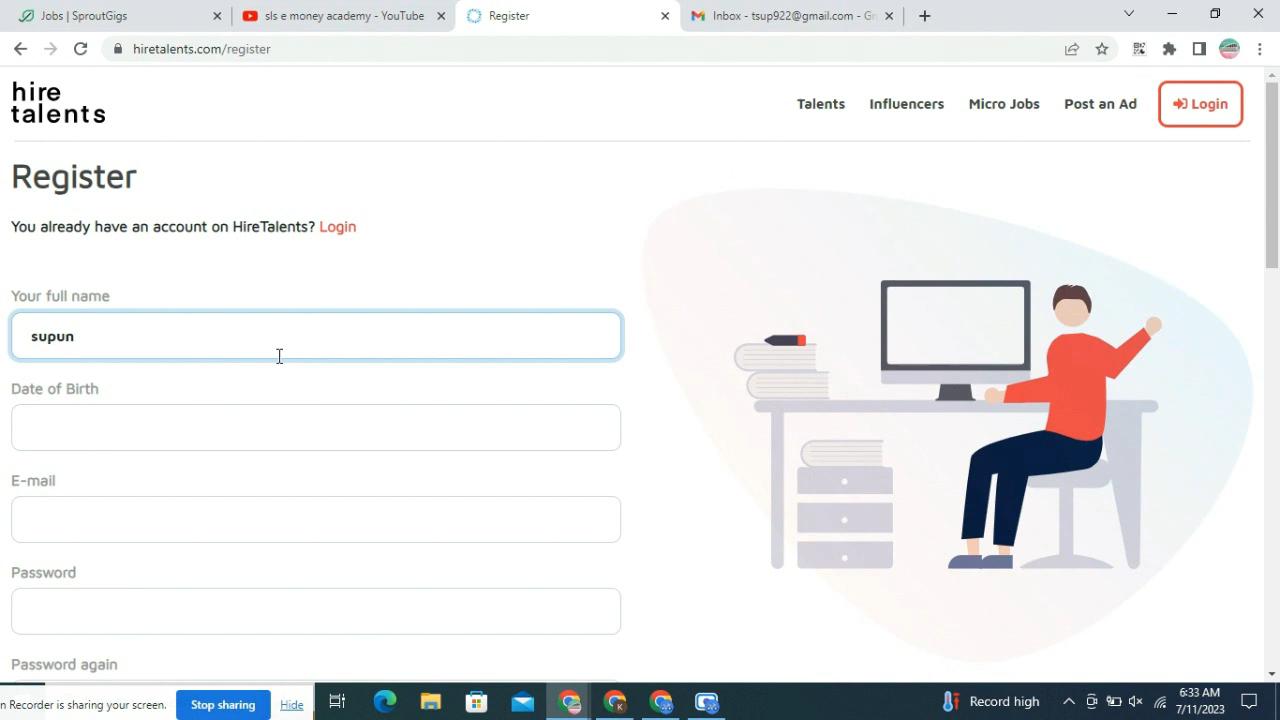 Jobs | SproutGigs
sls e money academy - YouTube
Register
Inbox - tsup922@gmail.com - Gm
hiretalents.com/register
hire
talents
Talents
Influencers
Micro Jobs
Post an Ad
Login
Register
You already have an account on HireTalents? Login
Your full name
supun
Date of Birth
E-mail
Password
Password again
n Recorder is sharing your screen.
Stop sharing
Hide
Record high
6:33 AM
7/11/2023